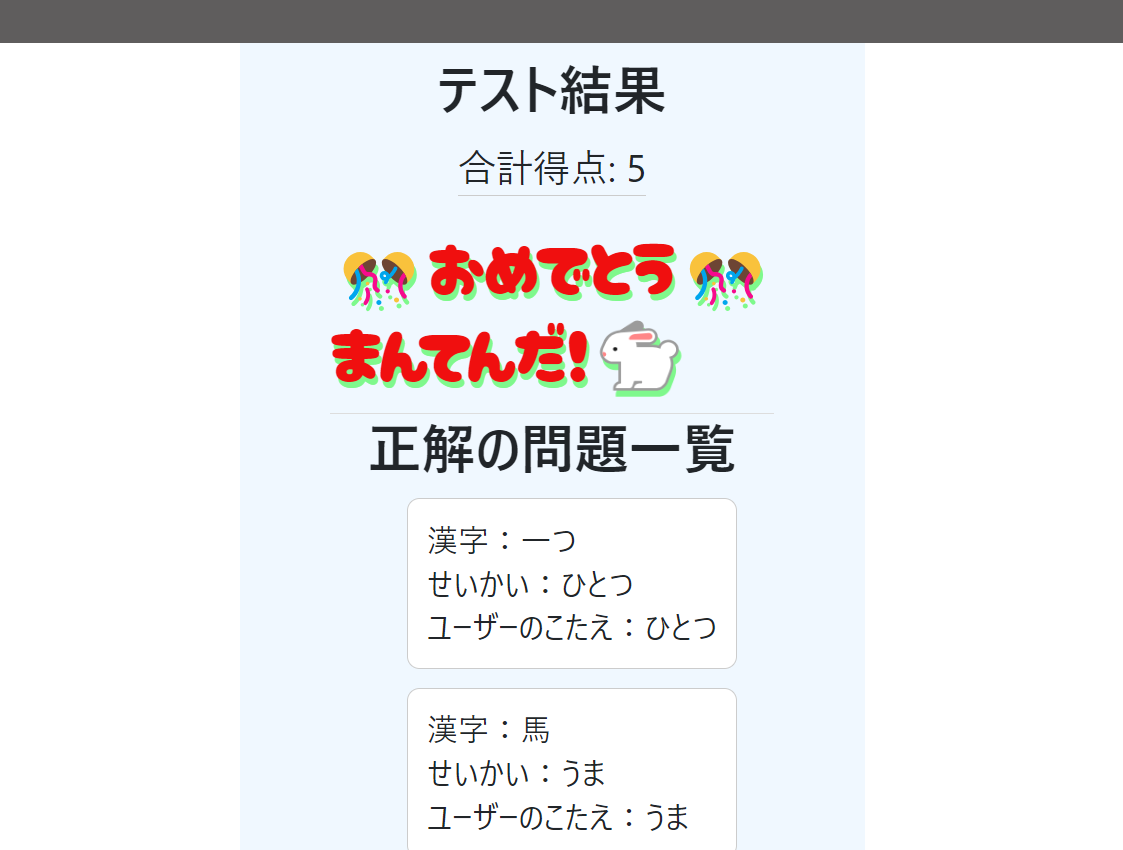 テスト結果
合計得点: 5
おめでとう
まんてんだ!
正解の問題一覧
漢字：一つ
せいかい：ひとつ
ユーザーのこたえ：ひとつ
漢字：馬
せいかい：うま
ユーザーのこたえ：うま